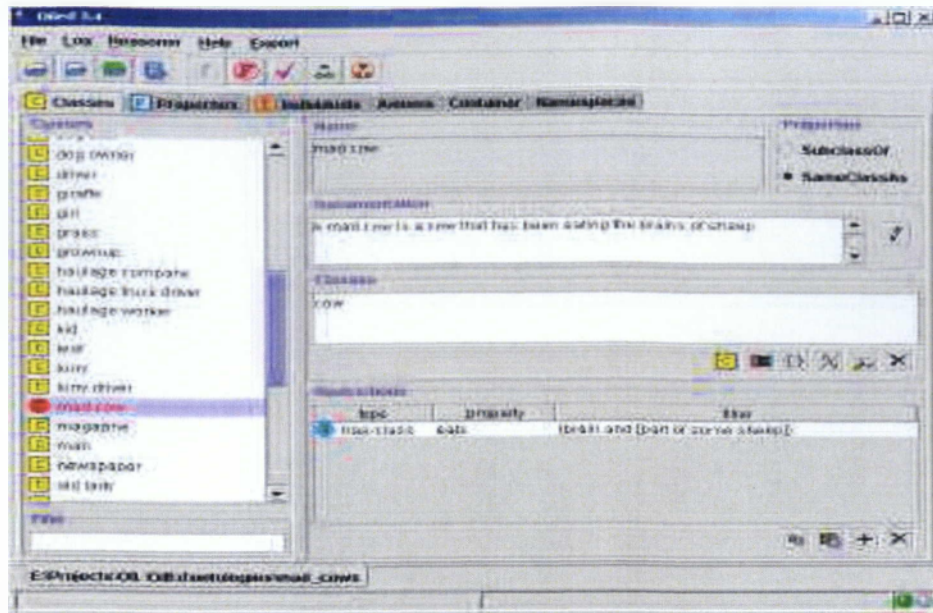 OilEd 3.4
File Log Reasoner Help Export
Classes Properties Individuals Axioms Container Namespaces
Classes
dog owner
driver
giraffe
girl
grass
grownup
haulage company
haulage truck driver
haulage worker
kid
leaf
lorry
lorry driver
mad cow
magazine
man
newspaper
old lady
Filter
Name
mad cow
Properties
SubclassOf
SameClassAs
Documentation
A mad cow is a cow that has been eating the brains of sheep
Classes
cow
Restrictions
type property filler
has-class eats (brain and (part of some sheep))